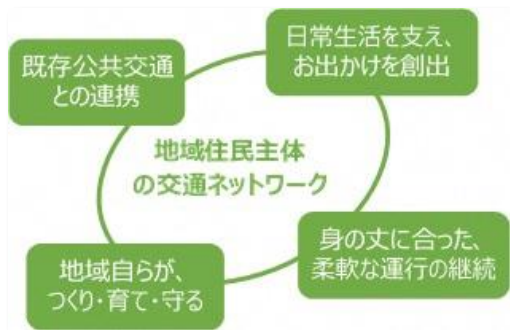 既存公共交通
との連携
日常生活を支え、
お出かけを創出
地域住民主体
の交通ネットワーク
地域自らが、
つくり・育て・守る
身の丈に合った、
柔軟な運行の継続